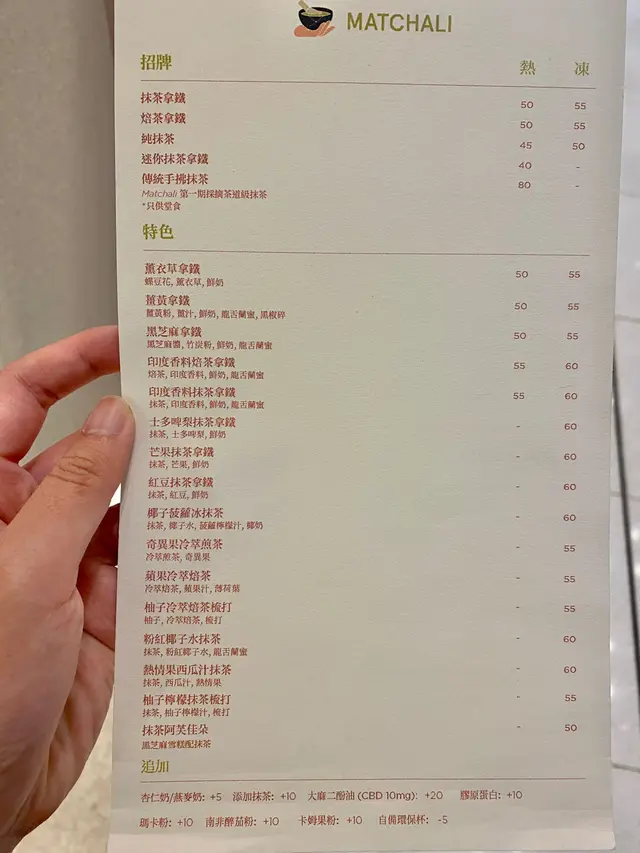 MATCHALI
招牌 熱 凍
抹茶拿鐵 50 55
焙茶拿鐵 50 55
純抹茶 45 50
迷你抹茶拿鐵 40 -
傳統手拂抹茶 80 -
Matchali 第一期採摘茶道級抹茶
*只供堂食
特色
薰衣草拿鐵 50 55
蝶豆花, 薰衣草, 鮮奶
薑黃拿鐵 50 55
薑黃粉, 薑汁, 鮮奶, 龍舌蘭蜜, 黑椒碎
黑芝麻拿鐵 50 55
黑芝麻醬, 竹炭粉, 鮮奶, 龍舌蘭蜜
印度香料焙茶拿鐵 55 60
焙茶, 印度香料, 鮮奶, 龍舌蘭蜜
印度香料抹茶拿鐵 55 60
抹茶, 印度香料, 鮮奶, 龍舌蘭蜜
士多啤梨抹茶拿鐵 - 60
抹茶, 士多啤梨, 鮮奶
芒果抹茶拿鐵 - 60
抹茶, 芒果, 鮮奶
紅豆抹茶拿鐵 - 60
抹茶, 紅豆, 鮮奶
椰子菠蘿冰抹茶 - 60
抹茶, 椰子水, 菠蘿檸檬汁, 椰奶
奇異果冷萃煎茶 - 55
冷萃煎茶, 奇異果
蘋果冷萃焙茶 - 55
冷萃焙茶, 蘋果汁, 薄荷葉
柚子冷萃焙茶梳打 - 55
柚子, 冷萃焙茶, 梳打
粉紅椰子水抹茶 - 60
抹茶, 粉紅椰子水, 龍舌蘭蜜
熱情果西瓜汁抹茶 - 60
抹茶, 西瓜汁, 熱情果
柚子檸檬抹茶梳打 - 55
抹茶, 柚子檸檬汁, 梳打
抹茶阿芙佳朵 - 50
黑芝麻雪糕配抹茶
追加
杏仁奶/燕麥奶: +5 添加抹茶: +10 大麻二酚油 (CBD 10mg): +20 膠原蛋白: +10
瑪卡粉: +10 南非醉茄粉: +10 卡姆果粉: +10 自備環保杯: -5